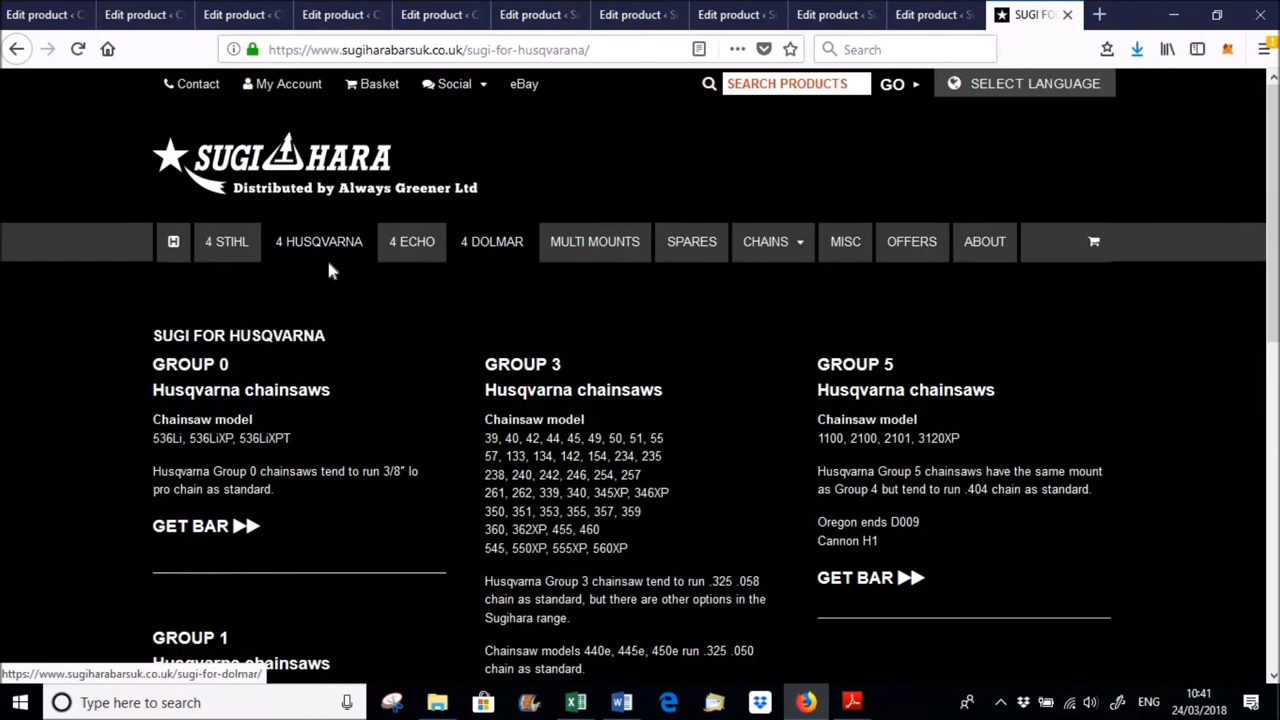 Edit product ‹ C
Edit product ‹ C
Edit product ‹ C
Edit product ‹ C
Edit product ‹ C
Edit product ‹ S
Edit product ‹ S
Edit product ‹ S
Edit product ‹ S
Edit product ‹ S
SUGI FO
https://www.sugiharabarsuk.co.uk/sugi-for-husqvarana/
Search
Contact
My Account
Basket
Social
eBay
SEARCH PRODUCTS
GO
SELECT LANGUAGE
SUGIHARA
Distributed by Always Greener Ltd
H
4 STIHL
4 HUSQVARNA
4 ECHO
4 DOLMAR
MULTI MOUNTS
SPARES
CHAINS
MISC
OFFERS
ABOUT
SUGI FOR HUSQVARNA
GROUP 0
Husqvarna chainsaws
Chainsaw model
536Li, 536LiXP, 536LiXPT
Husqvarna Group 0 chainsaws tend to run 3/8” lo
pro chain as standard.
GET BAR
GROUP 1
Husqvarna chainsaws
GROUP 3
Husqvarna chainsaws
Chainsaw model
39, 40, 42, 44, 45, 49, 50, 51, 55
57, 133, 134, 142, 154, 234, 235
238, 240, 242, 246, 254, 257
261, 262, 339, 340, 345XP, 346XP
350, 351, 353, 355, 357, 359
360, 362XP, 455, 460
545, 550XP, 555XP, 560XP
Husqvarna Group 3 chainsaw tend to run .325 .058
chain as standard, but there are other options in the
Sugihara range.
Chainsaw models 440e, 445e, 450e run .325 .050
chain as standard.
GROUP 5
Husqvarna chainsaws
Chainsaw model
1100, 2100, 2101, 3120XP
Husqvarna Group 5 chainsaws have the same mount
as Group 4 but tend to run .404 chain as standard.
Oregon ends D009
Cannon H1
GET BAR
https://www.sugiharabarsuk.co.uk/sugi-for-dolmar/
Type here to search
ENG
10:41
24/03/2018